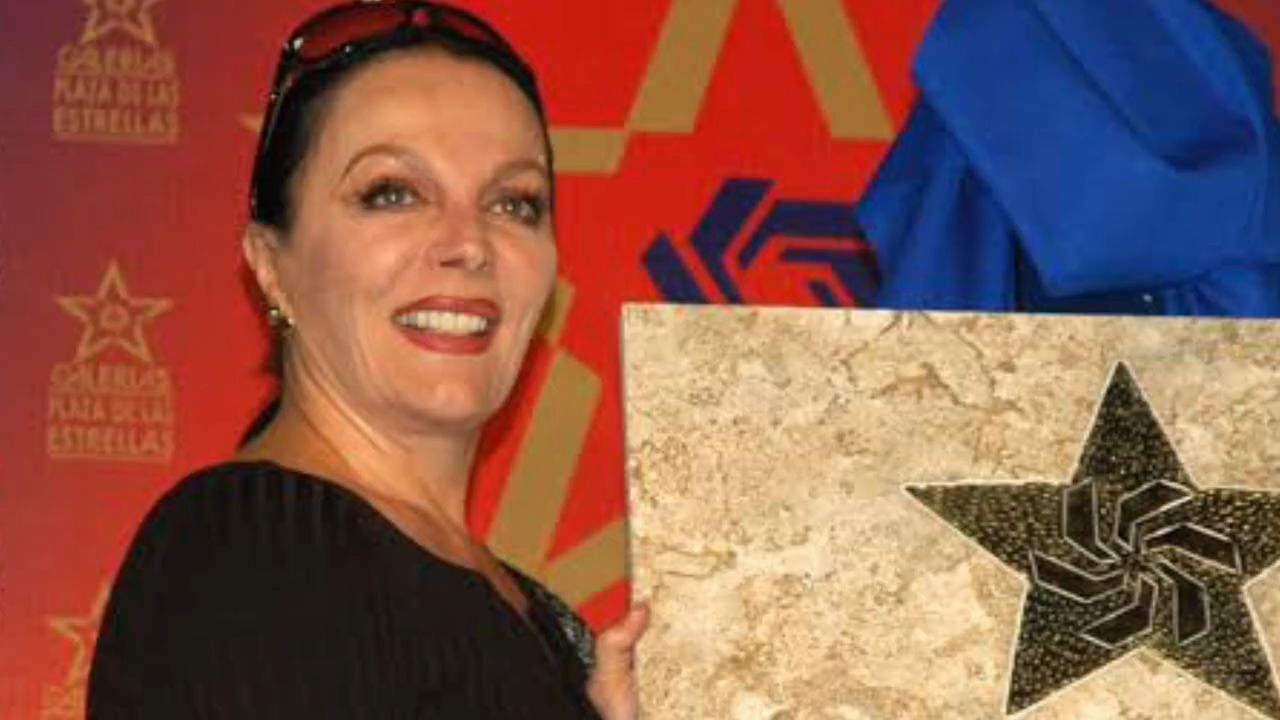 GALERIAS
PLAZA DE LAS
ESTRELLAS
GALERIAS
PLAZA DE LAS
ESTRELLAS